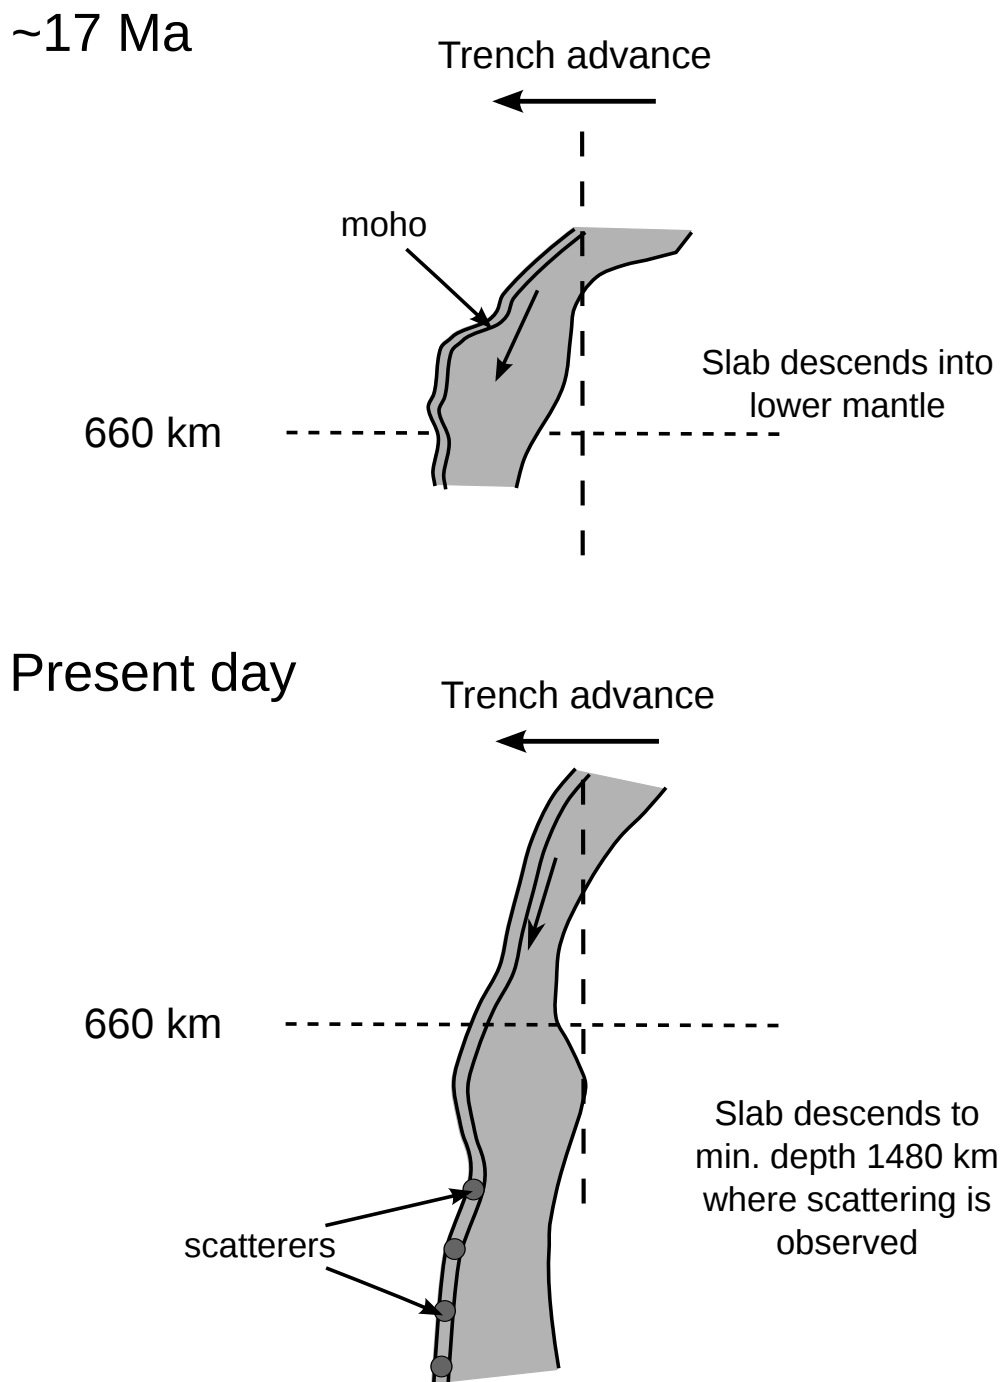 ~17 Ma
Trench advance
moho
Slab descends into
lower mantle
660 km
Present day
Trench advance
660 km
Slab descends to
min. depth 1480 km
where scattering is
observed
scatterers